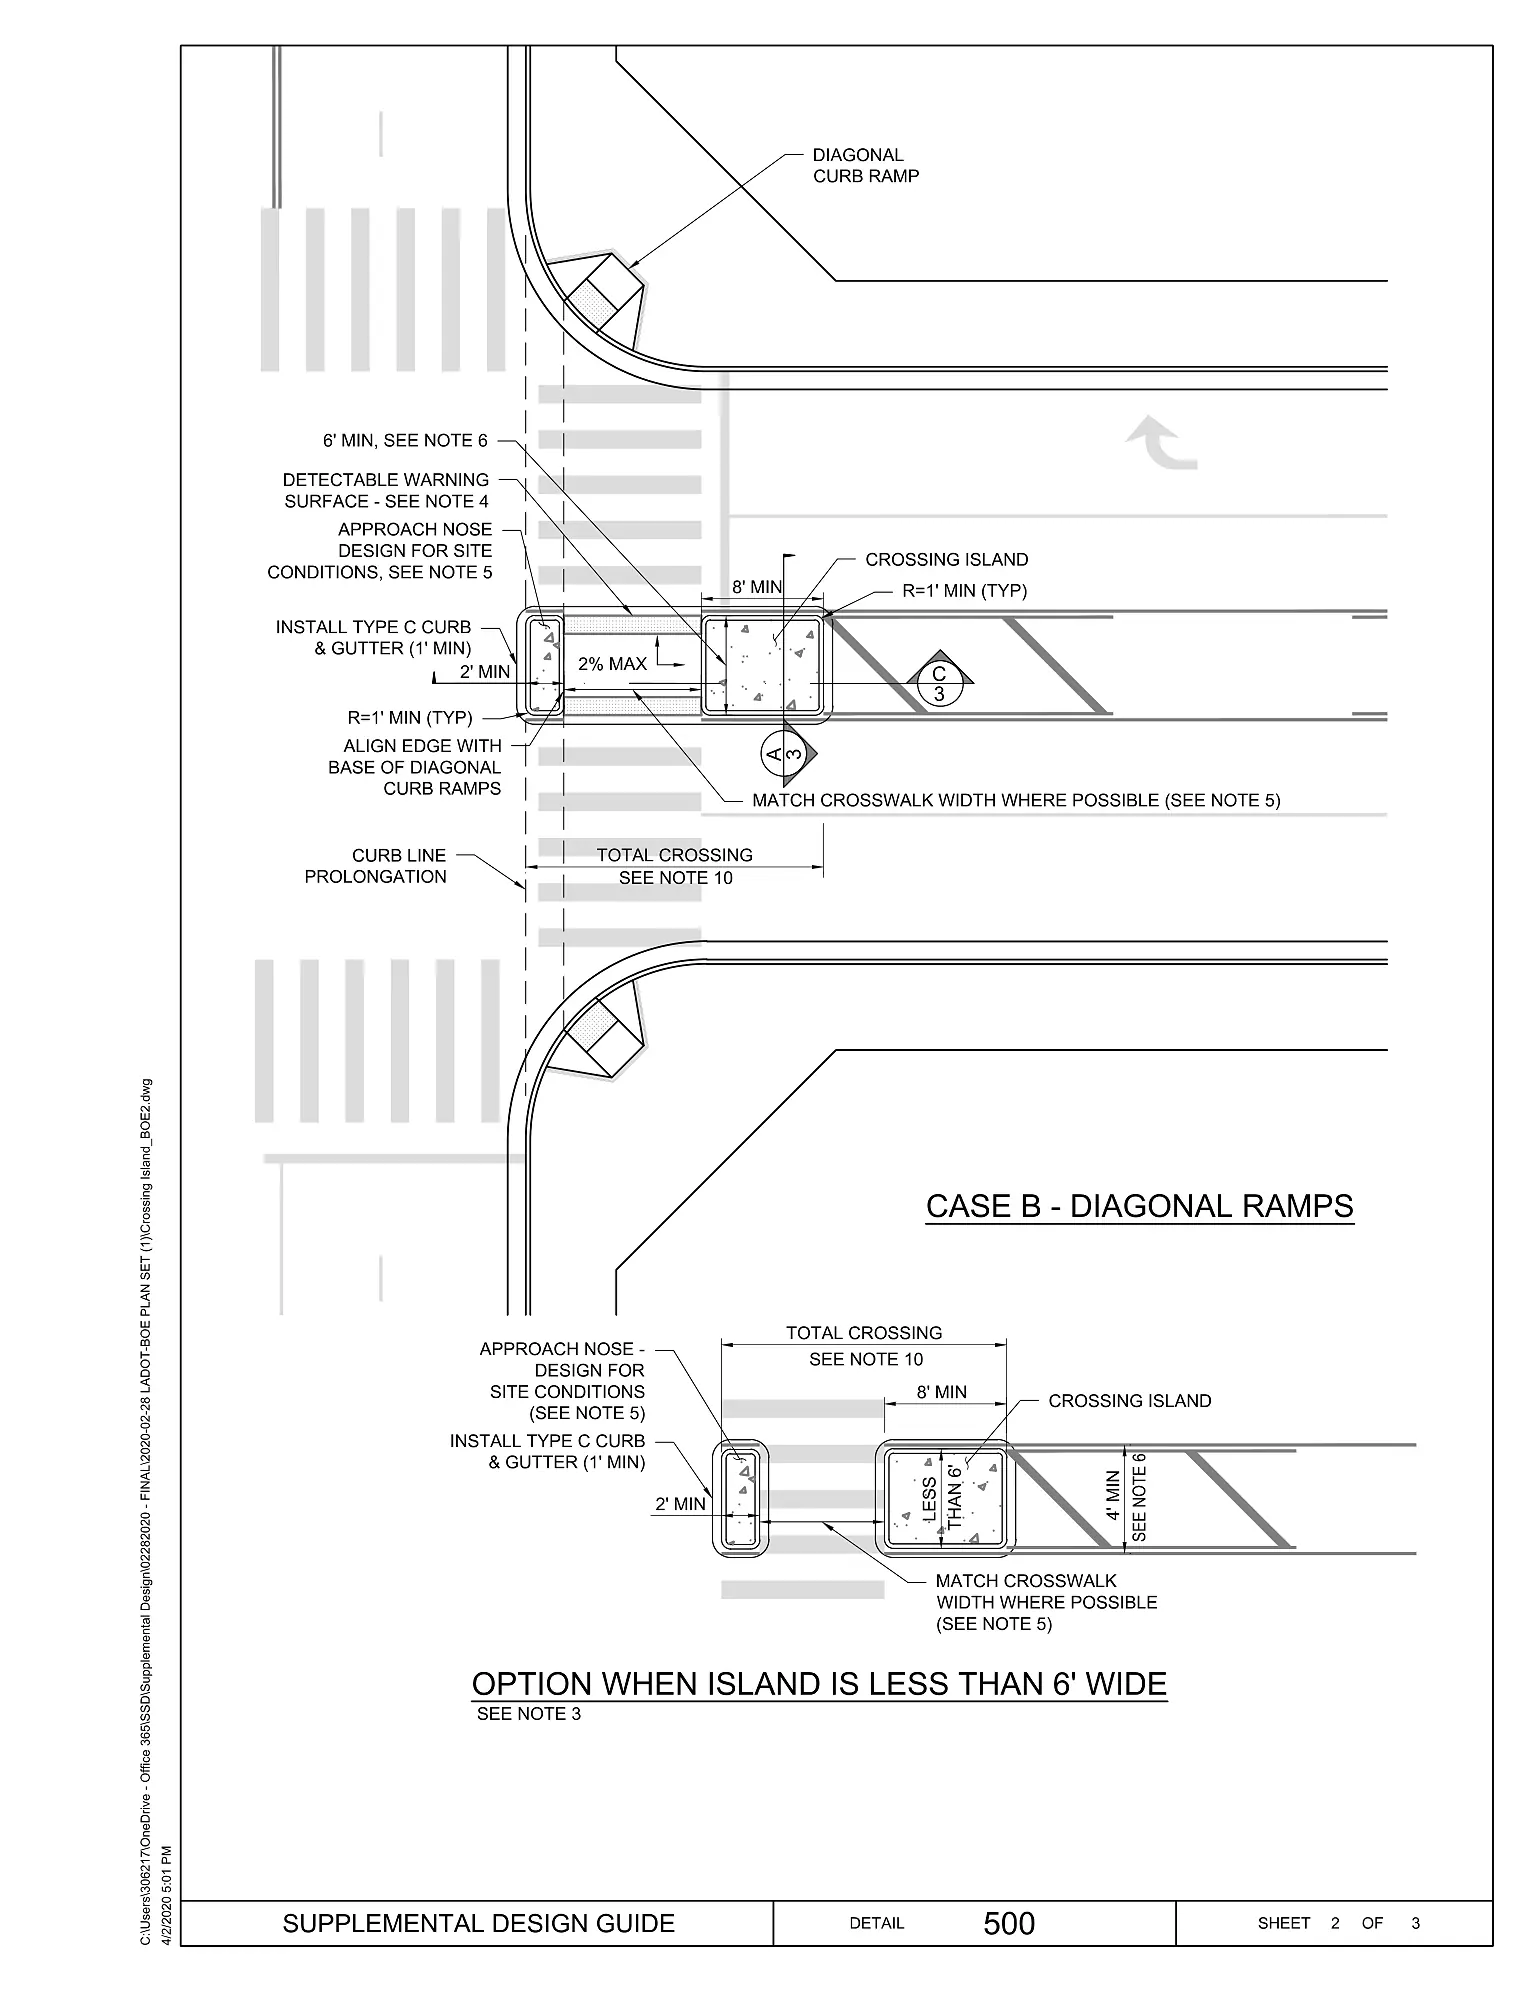 DIAGONAL
CURB RAMP
6' MIN, SEE NOTE 6
DETECTABLE WARNING
SURFACE - SEE NOTE 4
APPROACH NOSE
DESIGN FOR SITE
CONDITIONS, SEE NOTE 5
CROSSING ISLAND
8' MIN
R=1' MIN (TYP)
INSTALL TYPE C CURB
& GUTTER (1' MIN)
2' MIN
2% MAX
C
3
R=1' MIN (TYP)
ALIGN EDGE WITH
BASE OF DIAGONAL
CURB RAMPS
A
3
MATCH CROSSWALK WIDTH WHERE POSSIBLE (SEE NOTE 5)
CURB LINE
PROLONGATION
TOTAL CROSSING
SEE NOTE 10
CASE B - DIAGONAL RAMPS
TOTAL CROSSING
SEE NOTE 10
APPROACH NOSE -
DESIGN FOR
SITE CONDITIONS
(SEE NOTE 5)
8' MIN
CROSSING ISLAND
INSTALL TYPE C CURB
& GUTTER (1' MIN)
2' MIN
LESS
THAN 6'
4' MIN
SEE NOTE 6
MATCH CROSSWALK
WIDTH WHERE POSSIBLE
(SEE NOTE 5)
OPTION WHEN ISLAND IS LESS THAN 6' WIDE
SEE NOTE 3
C:\Users\306217\OneDrive - Office 365\SSD\Supplemental Design\02282020 - FINAL\2020-02-28 LADOT-BOE PLAN SET (1)\Crossing Island_BOE2.dwg
4/2/2020 5:01 PM
SUPPLEMENTAL DESIGN GUIDE
DETAIL 500
SHEET 2 OF 3